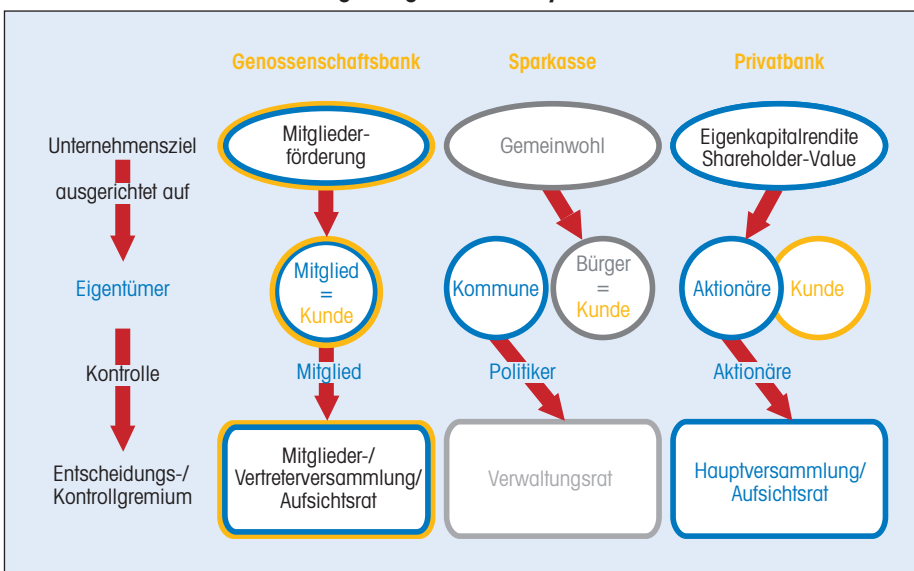 Genossenschaftsbank Sparkasse Privatbank
Unternehmensziel
Mitglieder-
förderung
Gemeinwohl
Eigenkapitalrendite
Shareholder-Value
ausgerichtet auf
Eigentümer
Mitglied
=
Kunde
Kommune
Bürger
=
Kunde
Aktionäre
Kunde
Kontrolle
Mitglied
Politiker
Aktionäre
Entscheidungs-/
Kontrollgremium
Mitglieder-/
Vertreterversammlung/
Aufsichtsrat
Verwaltungsrat
Hauptversammlung/
Aufsichtsrat